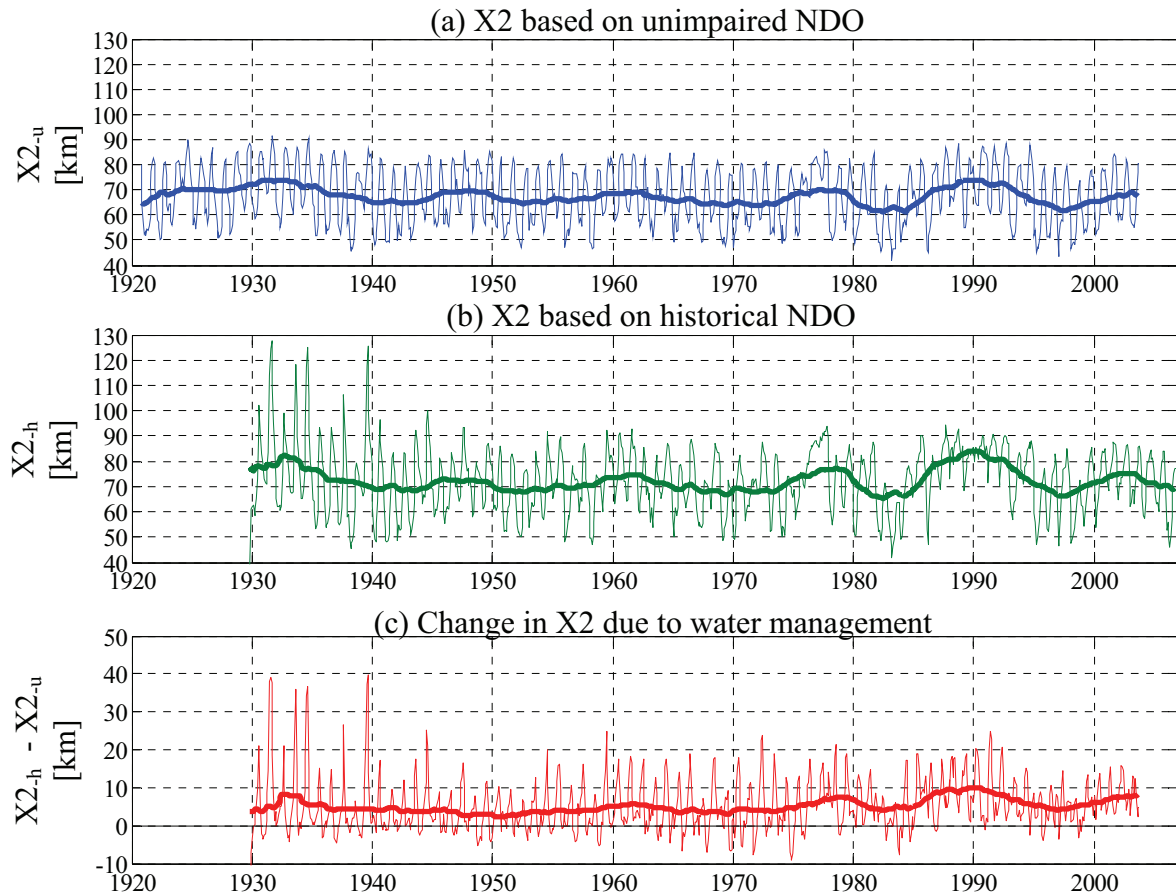 (a) X2 based on unimpaired NDO
130
120
110
100
90
80
70
60
50
40
X2-u
[km]
1920 1930 1940 1950 1960 1970 1980 1990 2000
(b) X2 based on historical NDO
130
120
110
100
90
80
70
60
50
40
X2-h
[km]
1920 1930 1940 1950 1960 1970 1980 1990 2000
(c) Change in X2 due to water management
50
40
30
20
10
0
-10
X2-h - X2-u
[km]
1920 1930 1940 1950 1960 1970 1980 1990 2000